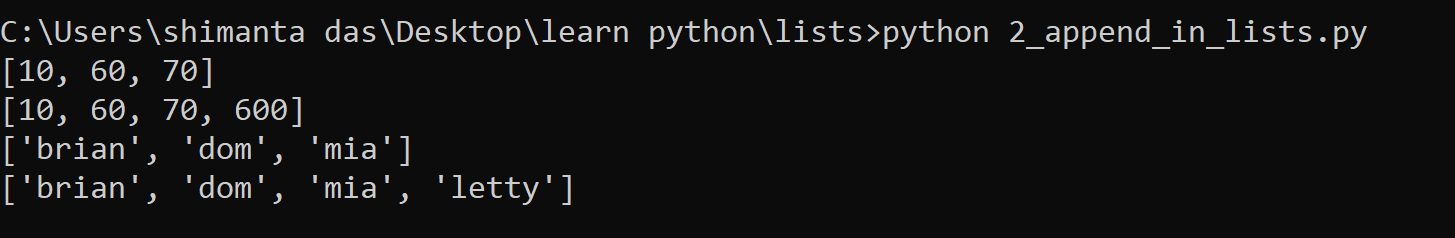 C:\Users\shimanta das\Desktop\learn python\lists>python 2_append_in_lists.py
[10, 60, 70]
[10, 60, 70, 600]
['brian', 'dom', 'mia']
['brian', 'dom', 'mia', 'letty']